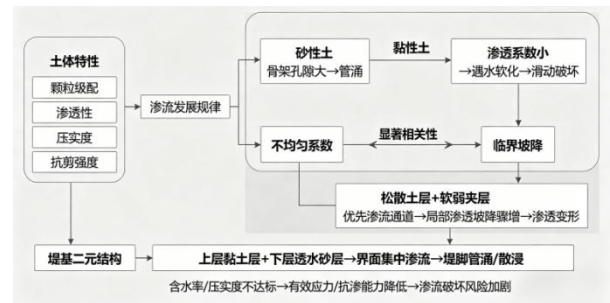 土体特性
颗粒级配
渗透性
压实度
抗剪强度
渗流发展规律
砂性土
骨架孔隙大→管涌
黏性土
渗透系数小
→遇水软化→滑动破坏
不均匀系数
显著相关性
临界坡降
松散土层+软弱夹层
优先渗流通道→局部渗透坡降骤增→渗透变形
堤基二元结构
上层黏土层+下层透水砂层→界面集中渗流→堤脚管涌/散浸
含水率/压实度不达标→有效应力/抗渗能力降低→渗流破坏风险加剧